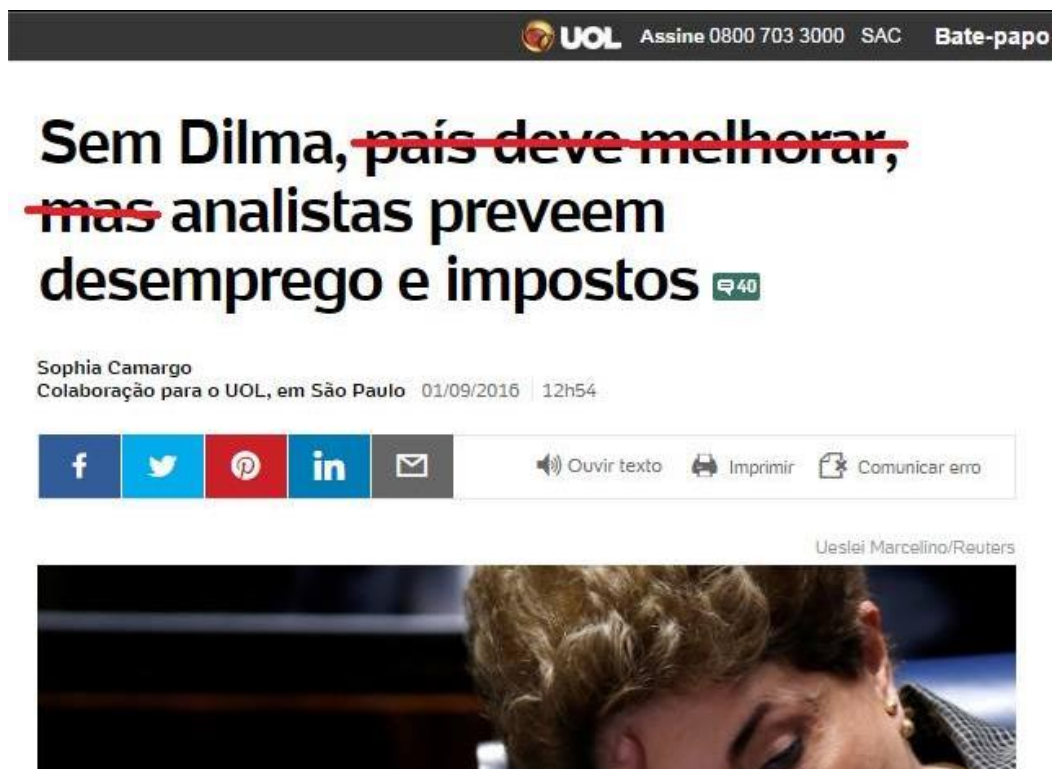 UOL Assine 0800 703 3000 SAC Bate-papo
Sem Dilma, país deve melhorar,
mas analistas preveem
desemprego e impostos 40
Sophia Camargo
Colaboração para o UOL, em São Paulo 01/09/2016 12h54
f in Ouvir texto Imprimir Comunicar erro
Ueslei Marcelino/Reuters